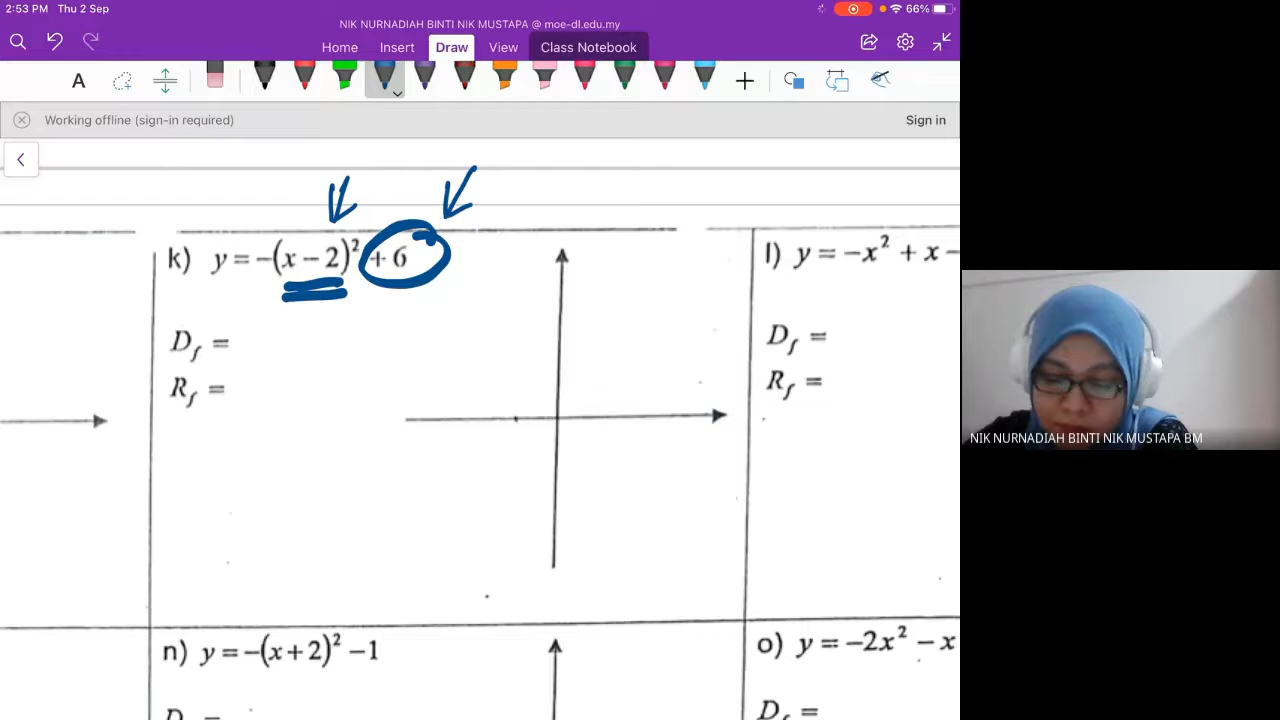 2:53 PM Thu 2 Sep
66%
NIK NURNADIAH BINTI NIK MUSTAPA @ moe-dl.edu.my
Home Insert Draw View Class Notebook
A
Working offline (sign-in required) Sign in
k) y = -(x - 2)² + 6
D_f =
R_f =
l) y = -x² + x -
D_f =
R_f =
NIK NURNADIAH BINTI NIK MUSTAPA BM
n) y = -(x+2)² - 1
o) y = -2x² - x
D_f =